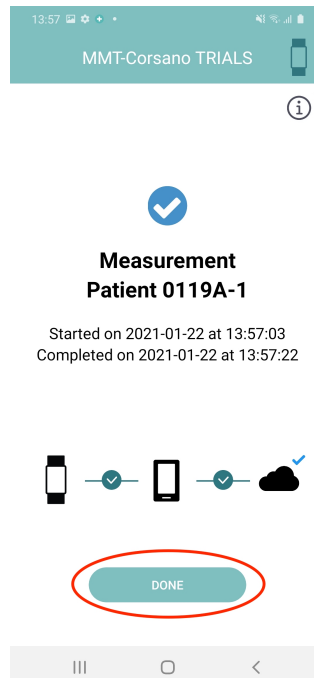 13:57
MMT-Corsano TRIALS
i
Measurement
Patient 0119A-1
Started on 2021-01-22 at 13:57:03
Completed on 2021-01-22 at 13:57:22
DONE